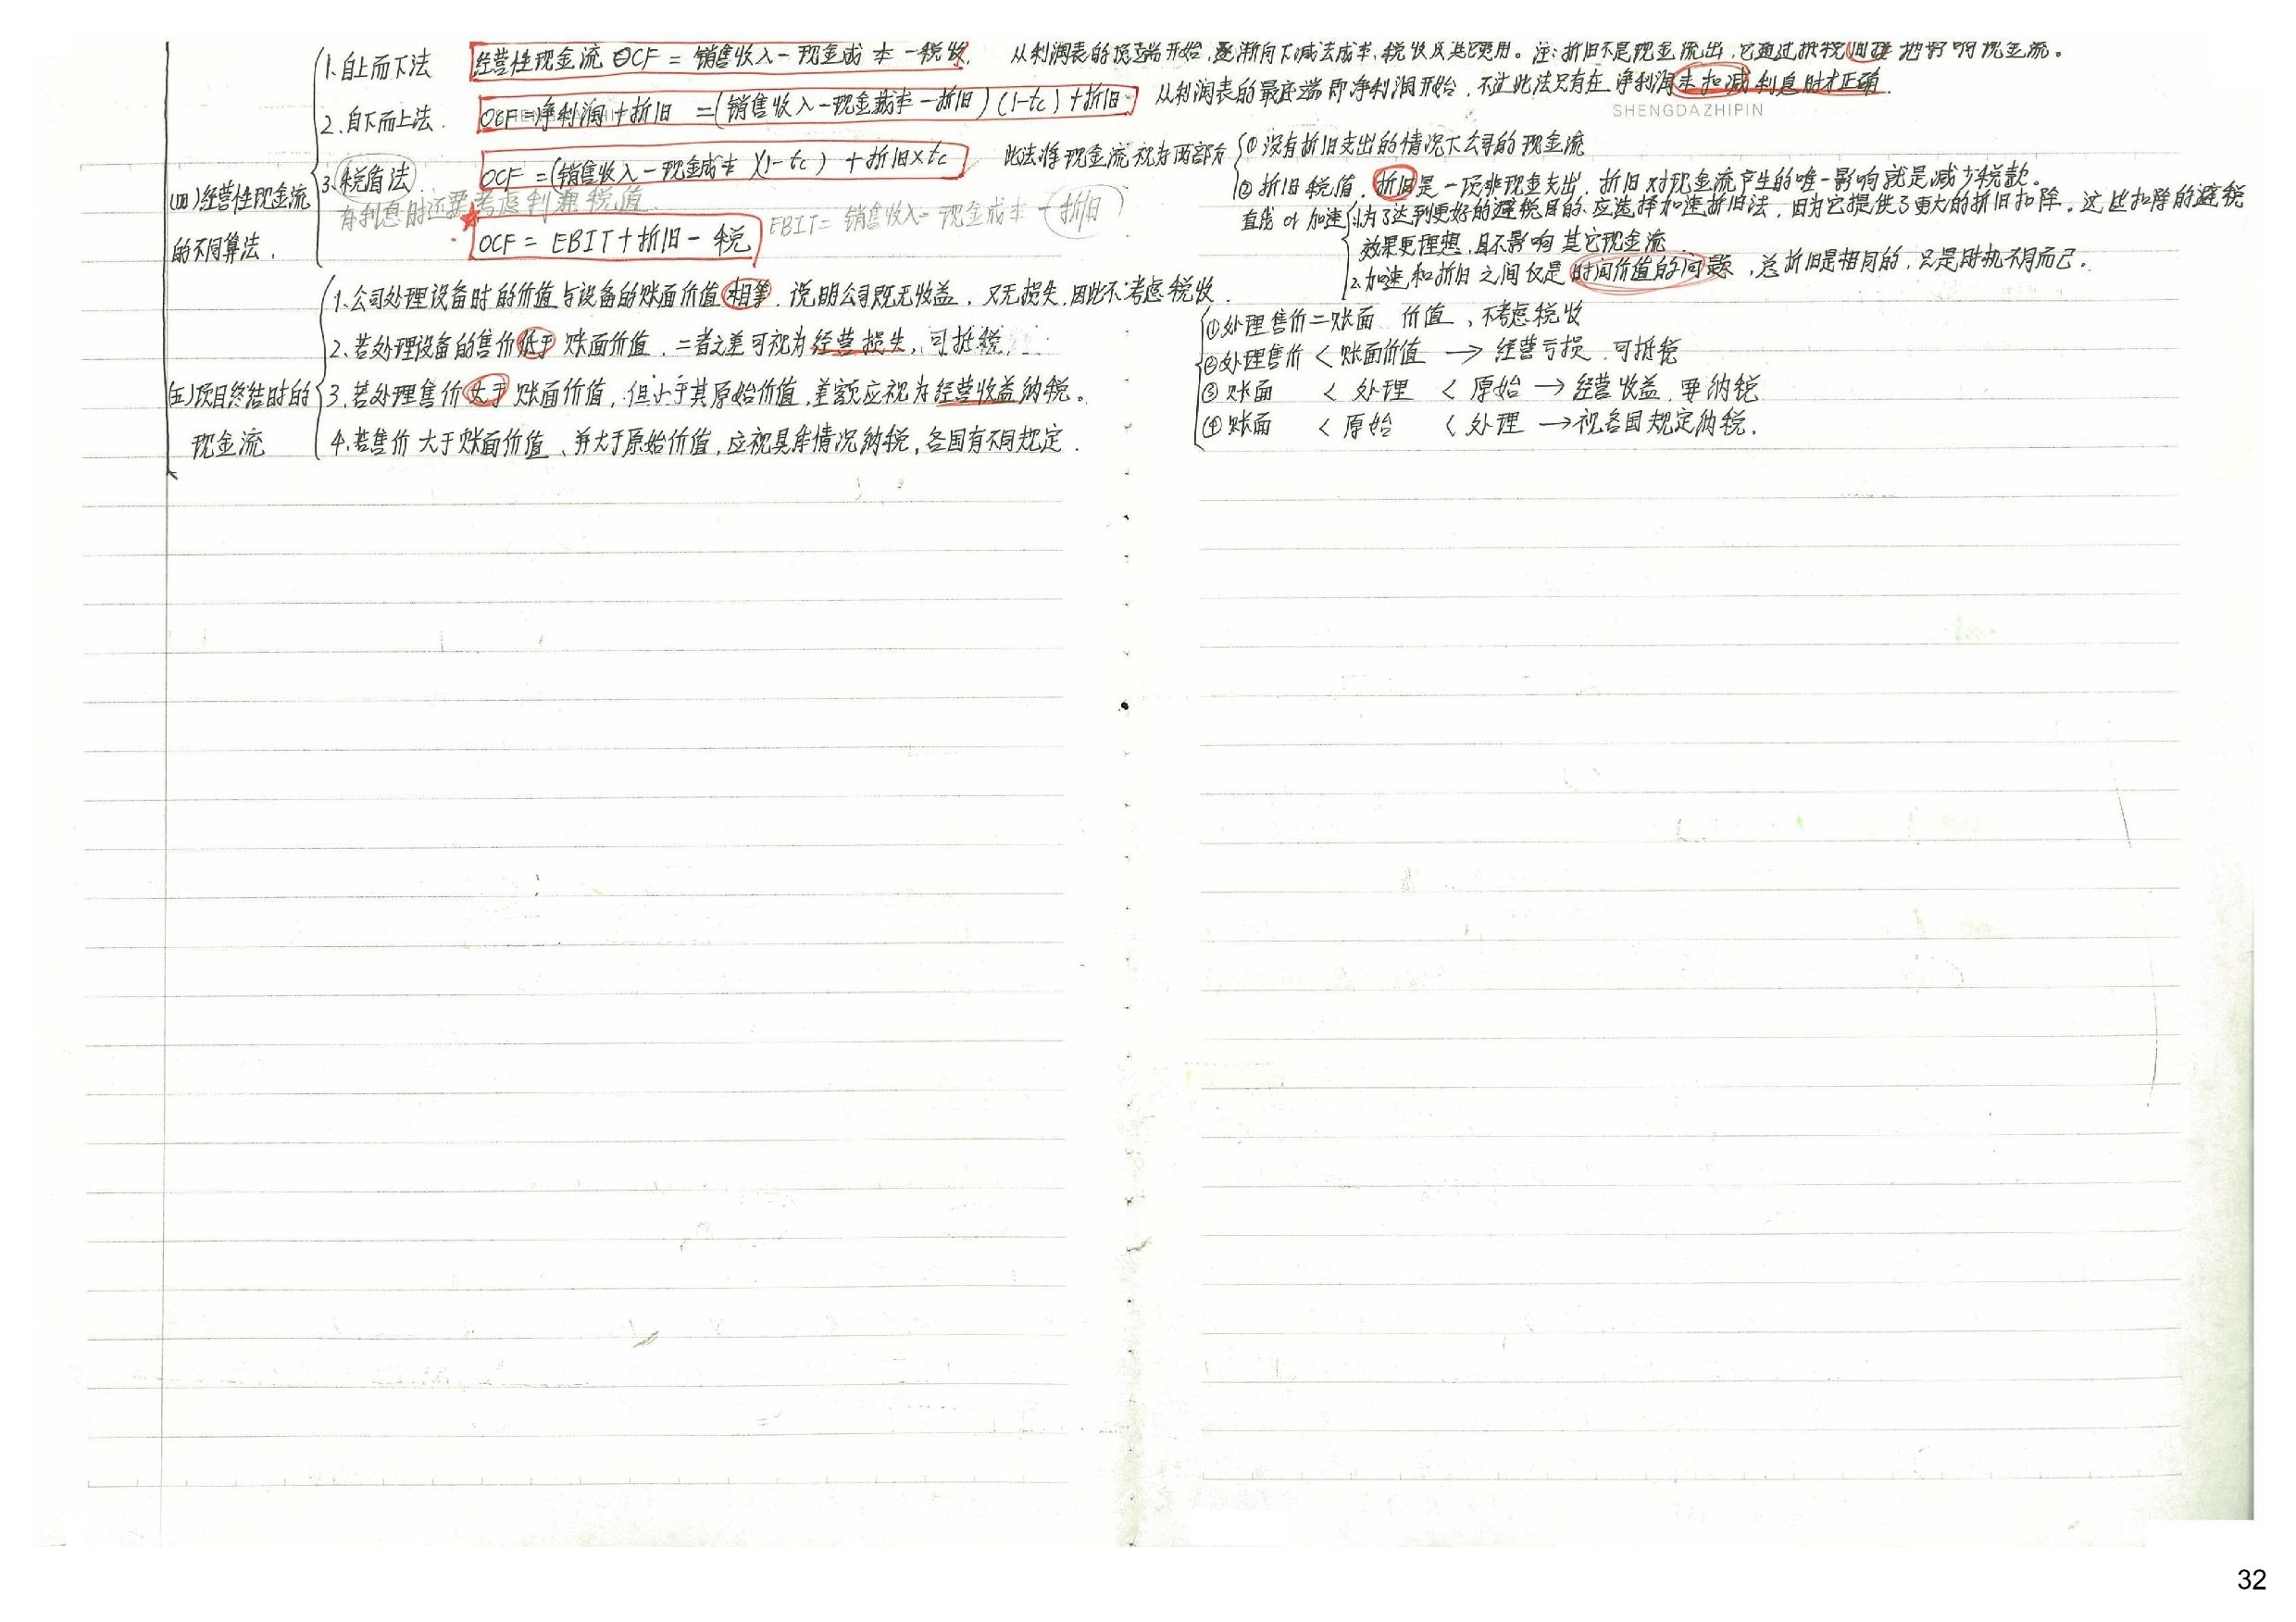 1.自上而下法 经营性现金流 OCF = 销售收入-现金成本-税收. 从利润表的顶端开始,逐渐向下减去成本、税收及其它费用。注:折旧不是现金流出,它通过抵税间接地影响现金流。
2.自下而上法. OCF=净利润+折旧 =(销售收入-现金成本-折旧)(1-tc)+折旧 从利润表的最底端即净利润开始,不过此法只有在净利润未扣减利息时才正确.
SHENGDAZHIPIN
3.税盾法. OCF=(销售收入-现金成本)(1-tc)+折旧×tc 此法将现金流视为两部分 ①没有折旧支出的情况下公司的现金流
②折旧税盾,折旧是一项非现金支出,折旧对现金流产生的唯一影响就是减少税款。
(四)经营性现金流的不同算法.
有利息时还要考虑利息税盾
OCF = EBIT+折旧-税 EBIT=销售收入-现金成本-折旧
直线 or 加速 1.为了达到更好的避税目的,应选择加速折旧法,因为它提供了更大的折旧扣除,这些扣除的避税
效果更理想,且不影响其它现金流.
2.加速和折旧之间仅是时间价值的问题,总折旧是相同的,只是时机不同而已.
(五)项目终结时的现金流
1.公司处理设备时的价值与设备的账面价值相等,说明公司既无收益,又无损失,因此不考虑税收.
2.若处理设备的售价低于账面价值,二者之差可视为经营损失,可抵税.
3.若处理售价大于账面价值,但小于其原始价值,差额应视为经营收益纳税。
4.若售价大于账面价值、并大于原始价值,应视具体情况纳税,各国有不同规定.
①处理售价=账面价值、不考虑税收
②处理售价<账面价值 → 经营亏损,可抵税
③账面 < 处理 < 原始 → 经营收益,要纳税
④账面 < 原始 < 处理 → 视各国规定纳税.
32